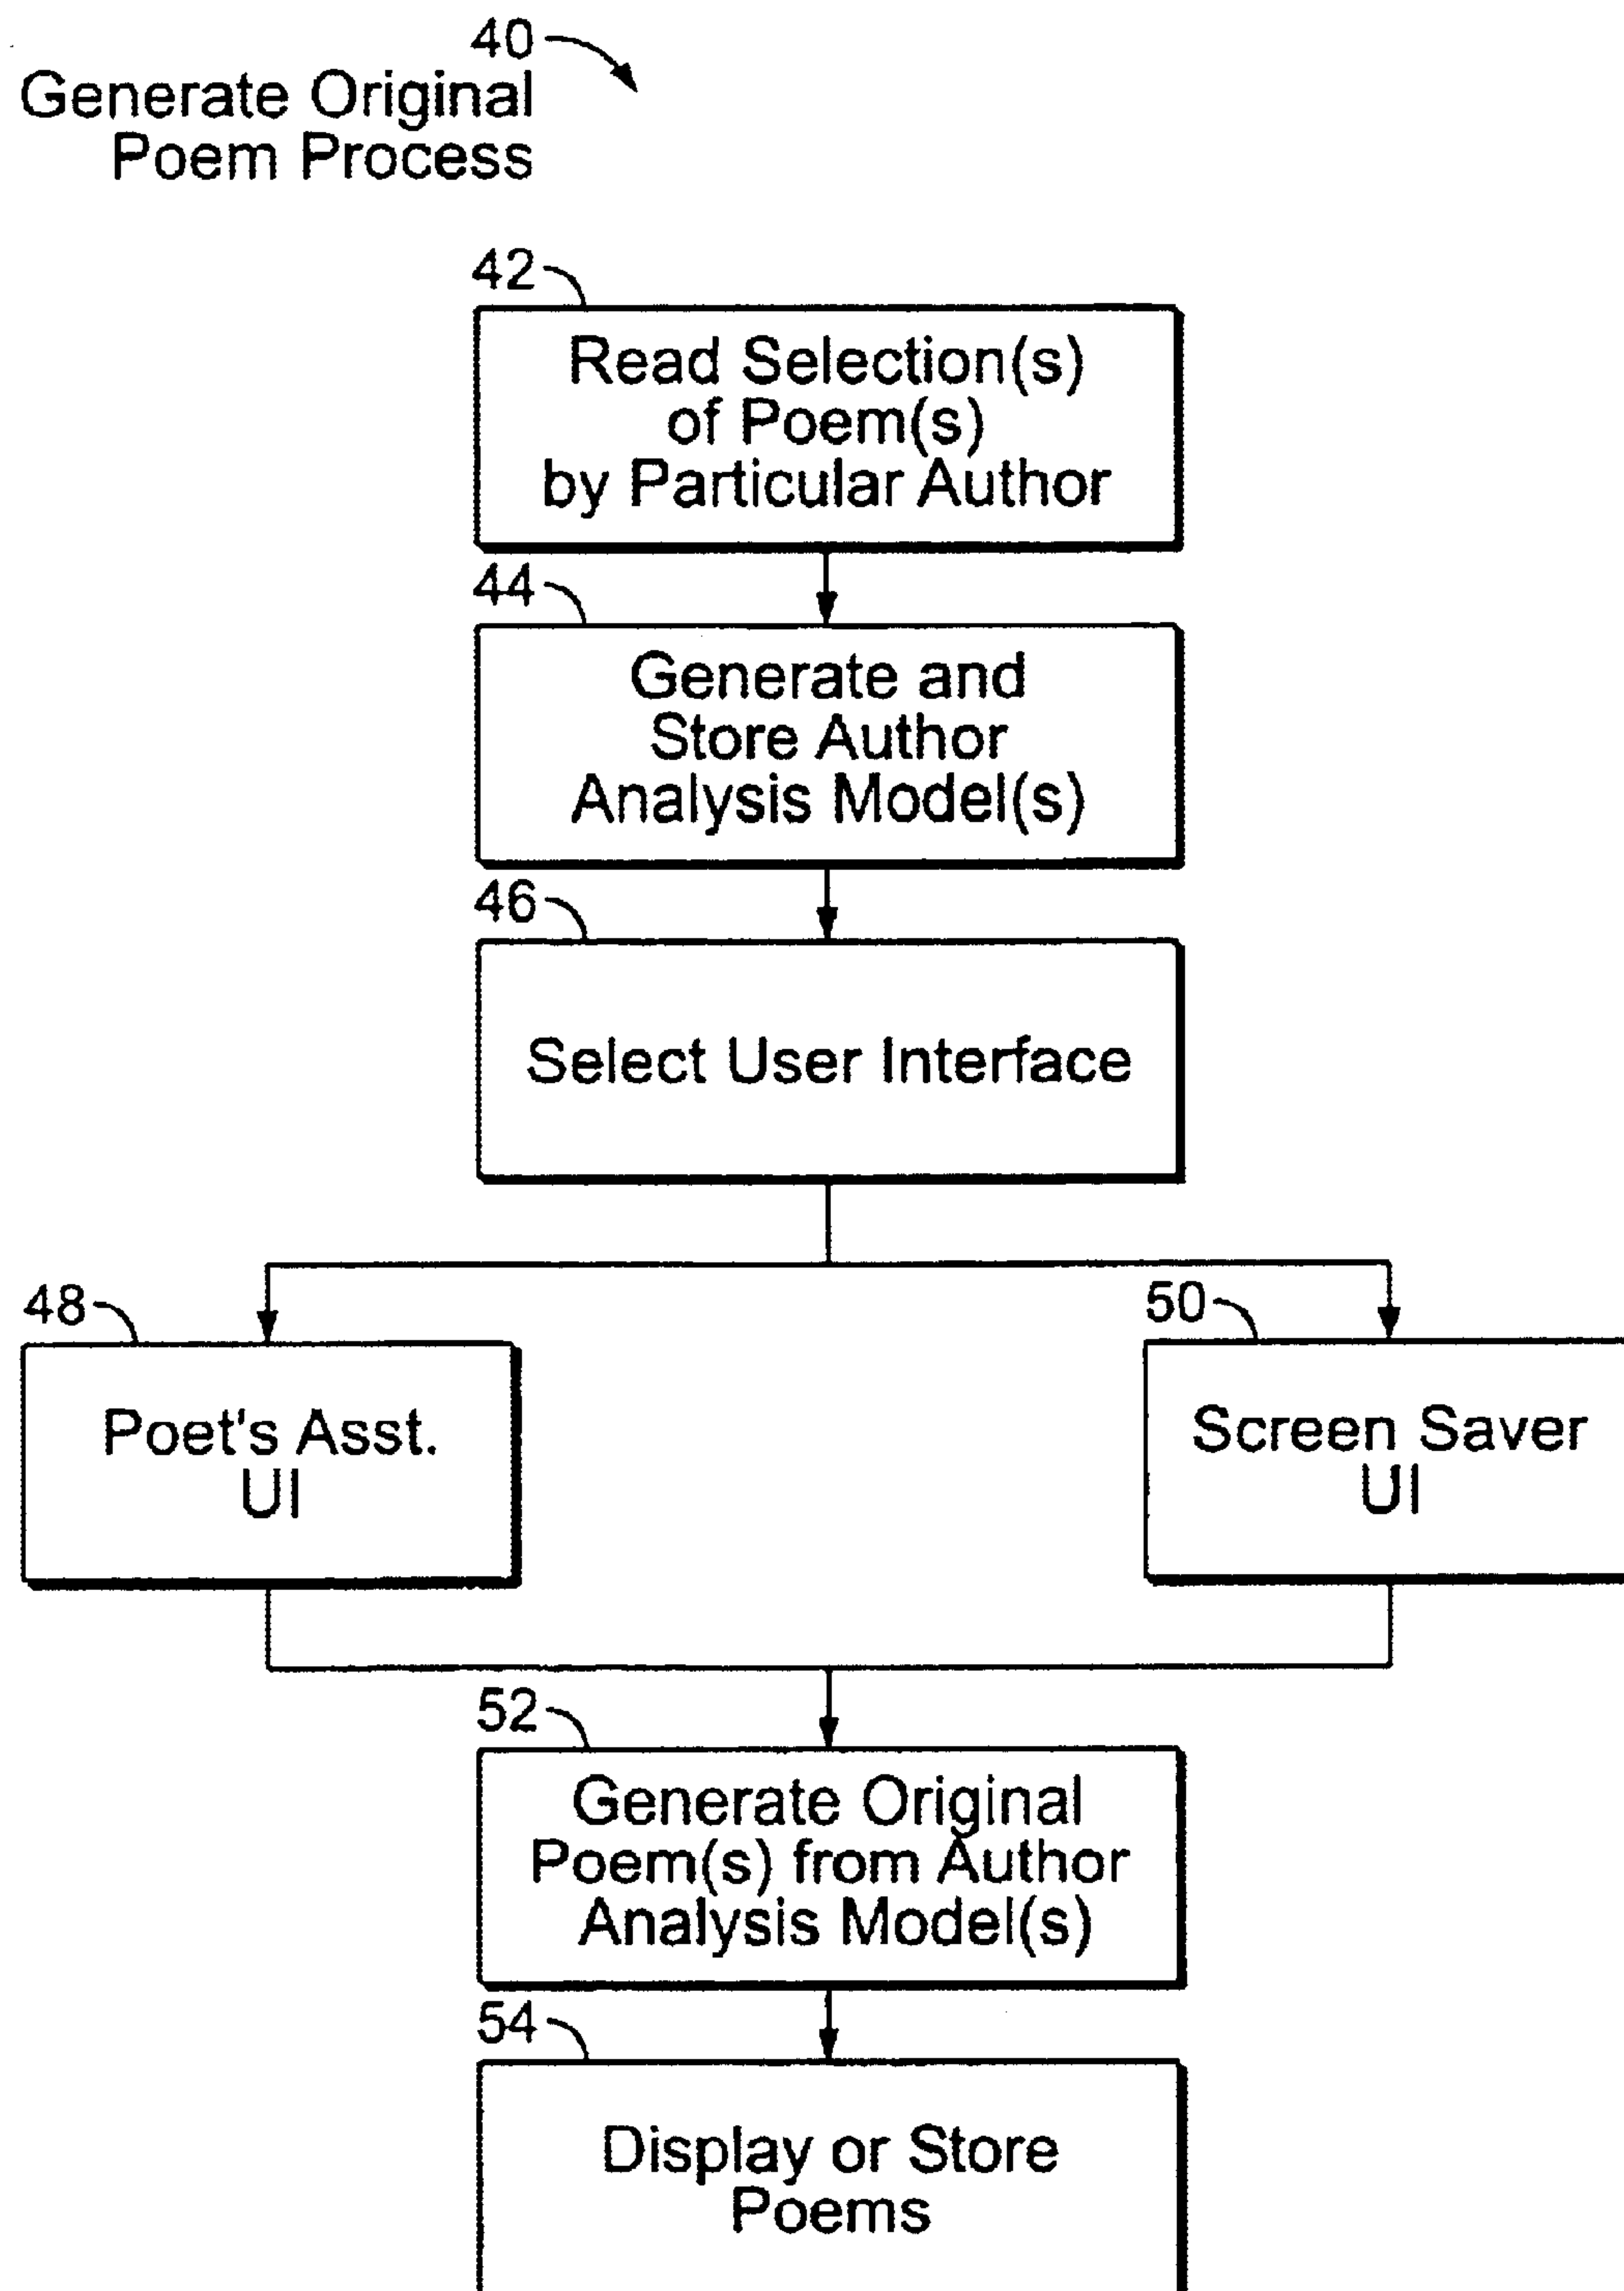 40
Generate Original
Poem Process
42
Read Selection(s)
of Poem(s)
by Particular Author
44
Generate and
Store Author
Analysis Model(s)
46
Select User Interface
48
Poet's Asst.
UI
50
Screen Saver
UI
52
Generate Original
Poem(s) from Author
Analysis Model(s)
54
Display or Store
Poems